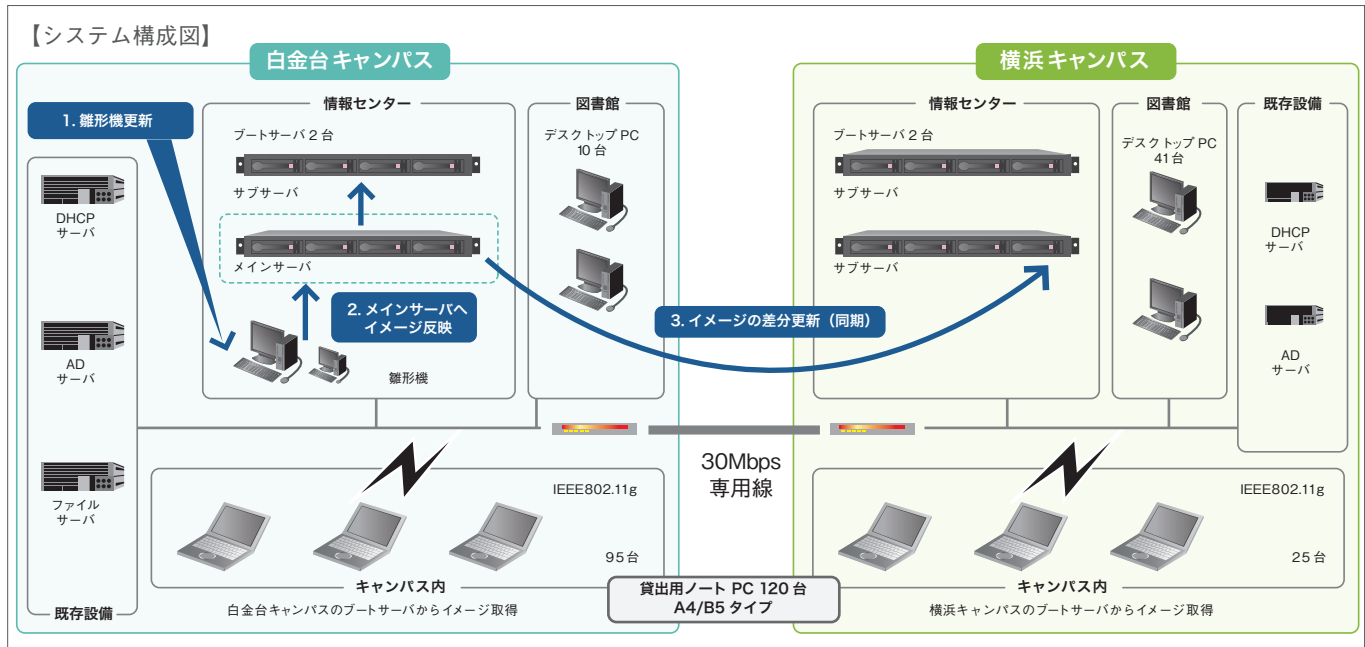 【システム構成図】
白金台キャンパス
1. 雛形機更新
既存設備
DHCP
サーバ
AD
サーバ
ファイル
サーバ
情報センター
ブートサーバ 2 台
サブサーバ
メインサーバ
2. メインサーバへ
イメージ反映
雛形機
図書館
デスクトップ PC
10 台
3. イメージの差分更新（同期）
IEEE802.11g
95 台
キャンパス内
白金台キャンパスのブートサーバからイメージ取得
30Mbps
専用線
貸出用ノート PC 120 台
A4/B5 タイプ
横浜キャンパス
情報センター
ブートサーバ 2 台
サブサーバ
サブサーバ
図書館
デスクトップ PC
41 台
既存設備
DHCP
サーバ
AD
サーバ
IEEE802.11g
25 台
キャンパス内
横浜キャンパスのブートサーバからイメージ取得